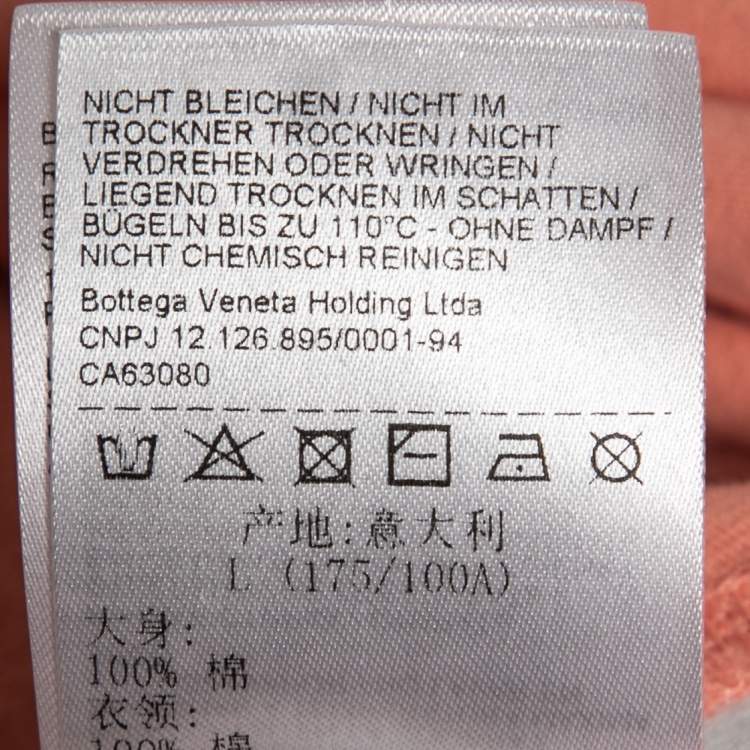 NICHT BLEICHEN / NICHT IM
TROCKNER TROCKNEN / NICHT
VERDREHEN ODER WRINGEN /
LIEGEND TROCKNEN IM SCHATTEN /
BÜGELN BIS ZU 110°C - OHNE DAMPF /
NICHT CHEMISCH REINIGEN
Bottega Veneta Holding Ltda
CNPJ 12.126.895/0001-94
CA63080
产地:意大利
L (175/100A)
大身:
100% 棉
衣领:
100% 棉